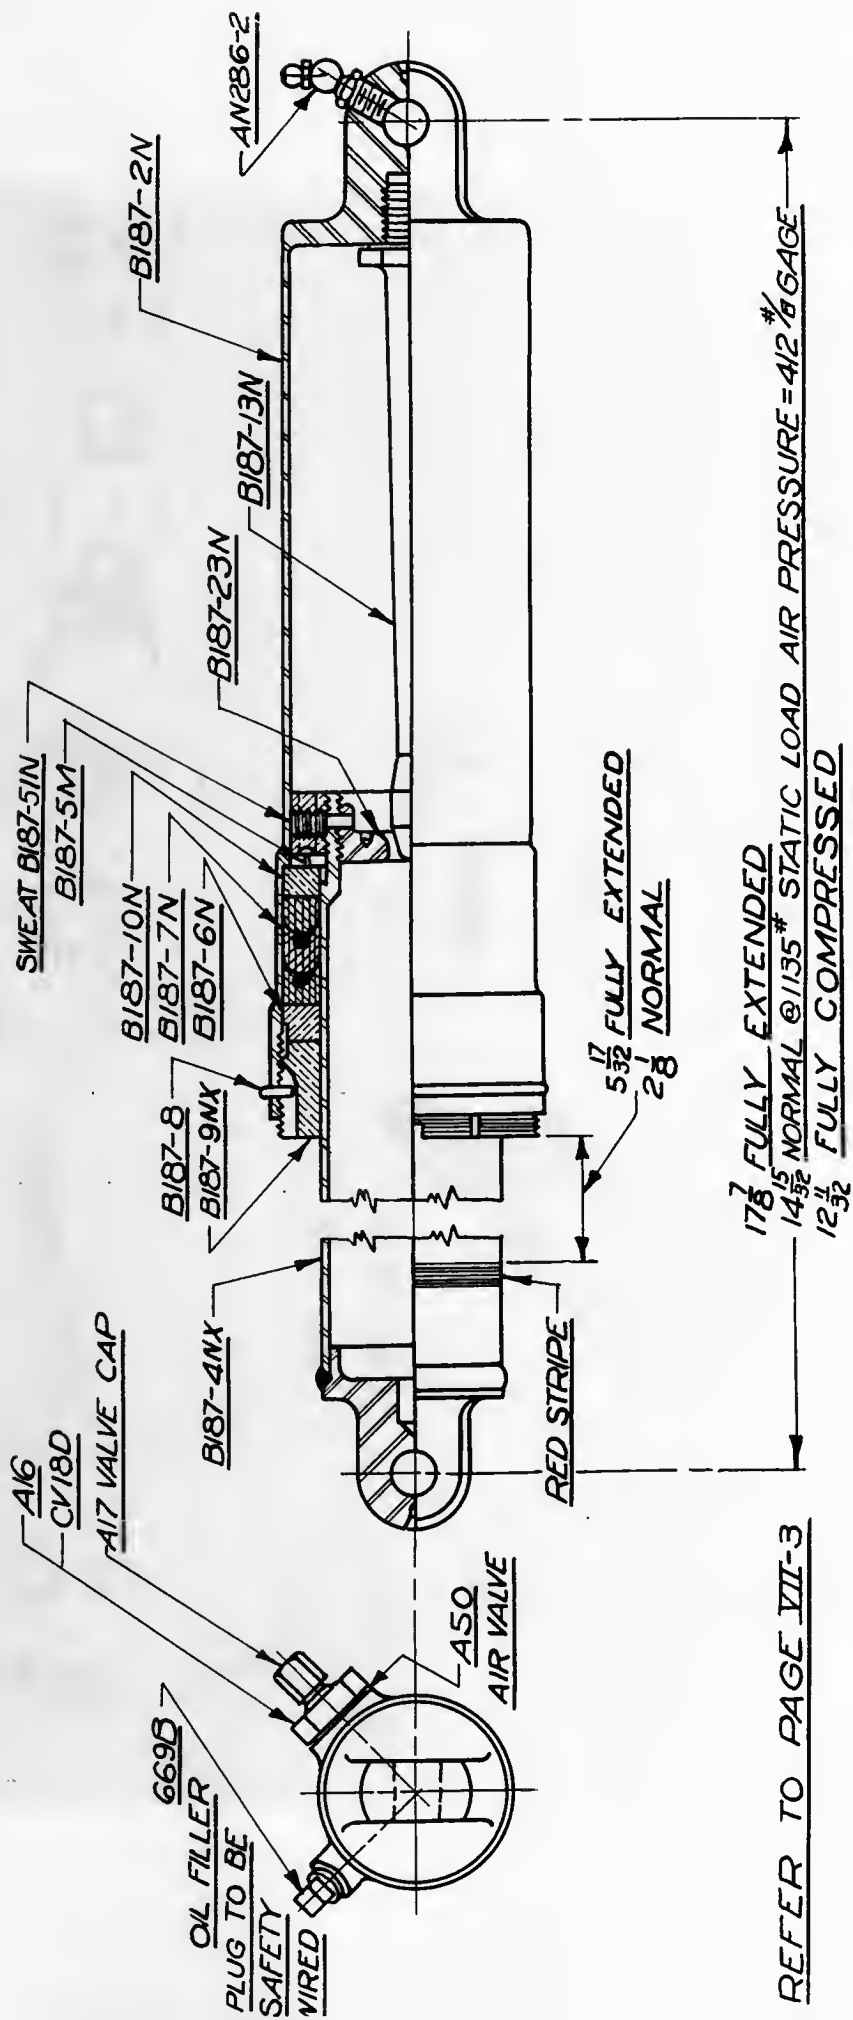 A16
CV18D
A17 VALVE CAP
669B
OIL FILLER
PLUG TO BE
SAFETY
WIRED
A50
AIR VALVE
B187-4NX
B187-8
B187-9NX
SWEAT B187-51N
B187-5M
B187-10N
B187-7N
B187-6N
B187-23N
B187-13N
B187-2N
AN286-2
RED STRIPE
5 17/32 FULLY EXTENDED
2 1/8 NORMAL
17 7/8 FULLY EXTENDED
14 15/32 NORMAL @ 1135# STATIC LOAD AIR PRESSURE = 412 #/□" GAGE
12 11/32 FULLY COMPRESSED
REFER TO PAGE VII-3